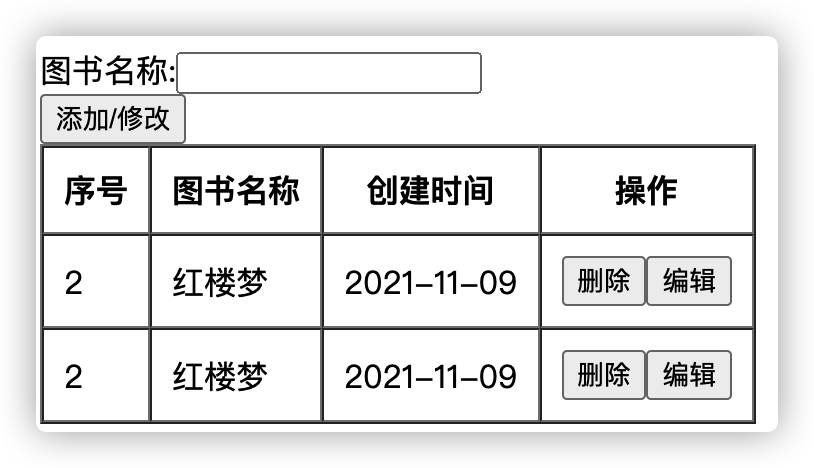 图书名称:
添加/修改
序号 图书名称 创建时间 操作
2 红楼梦 2021-11-09 删除 编辑
2 红楼梦 2021-11-09 删除 编辑